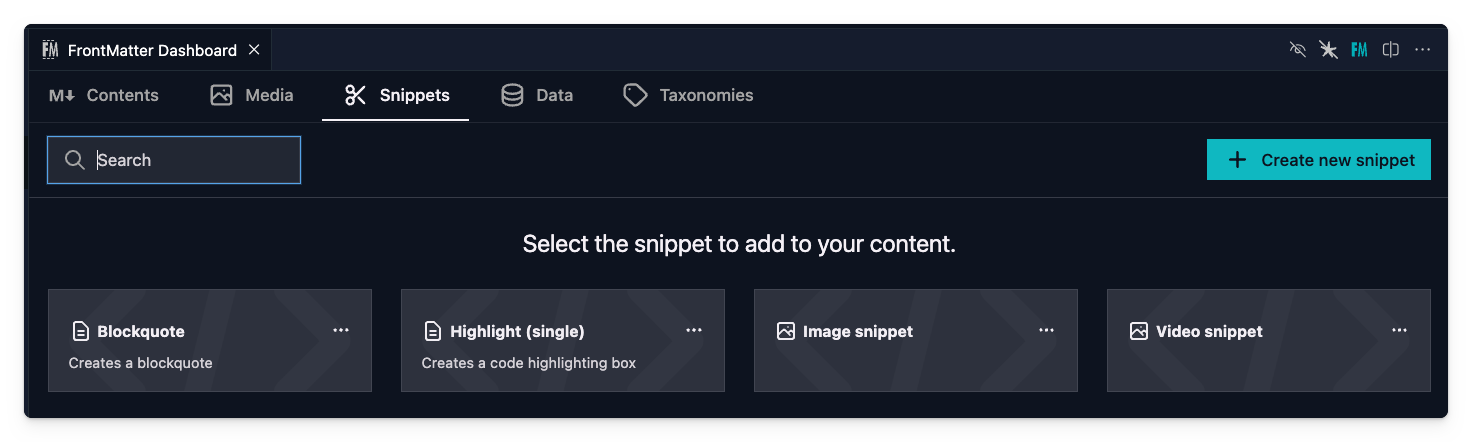 FM FrontMatter Dashboard
FM
M Contents Media Snippets Data Taxonomies
Search
Create new snippet
Select the snippet to add to your content.
Blockquote
Creates a blockquote
Highlight (single)
Creates a code highlighting box
Image snippet
Video snippet